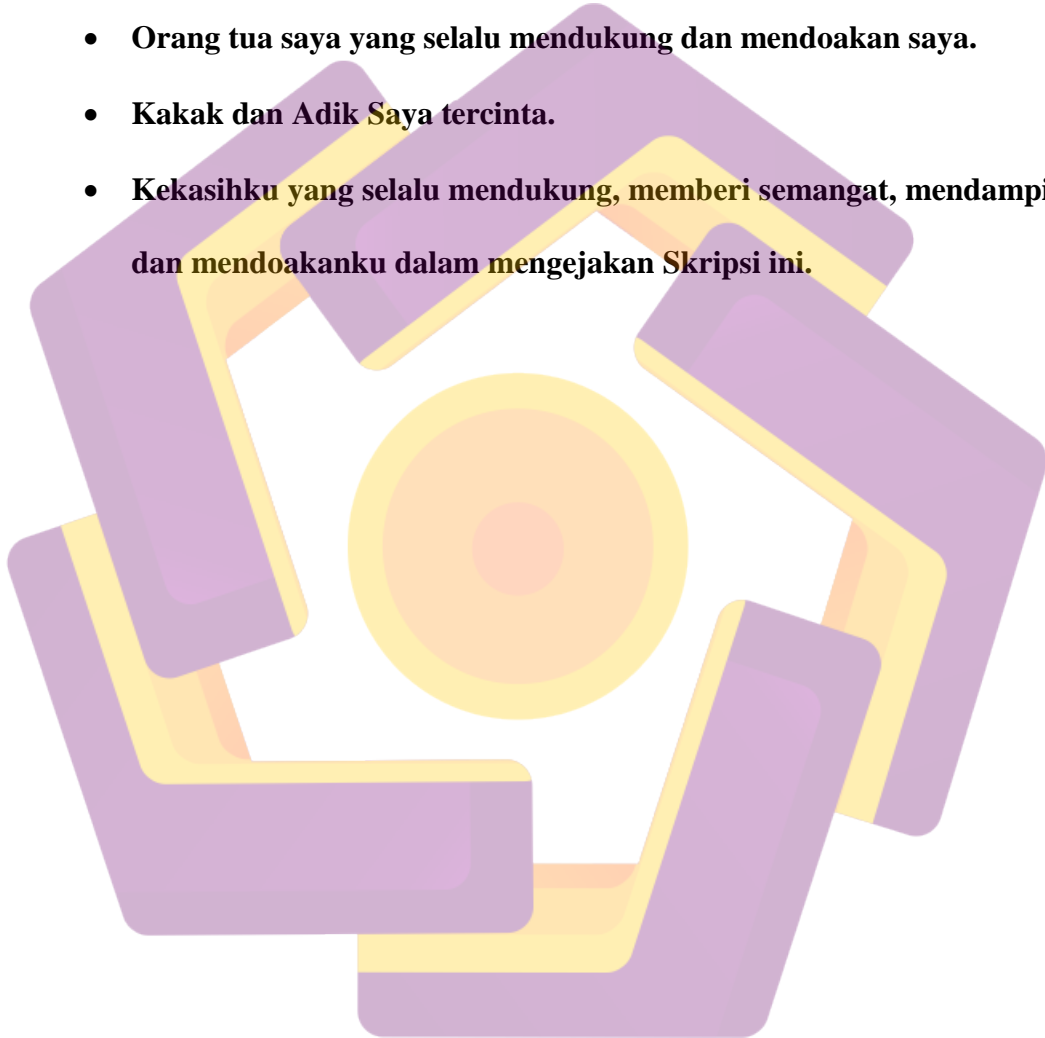 • Orang tua saya yang selalu mendukung dan mendoakan saya.
• Kakak dan Adik Saya tercinta.
• Kekasihku yang selalu mendukung, memberi semangat, mendampi
dan mendoakanku dalam mengejakan Skripsi ini.